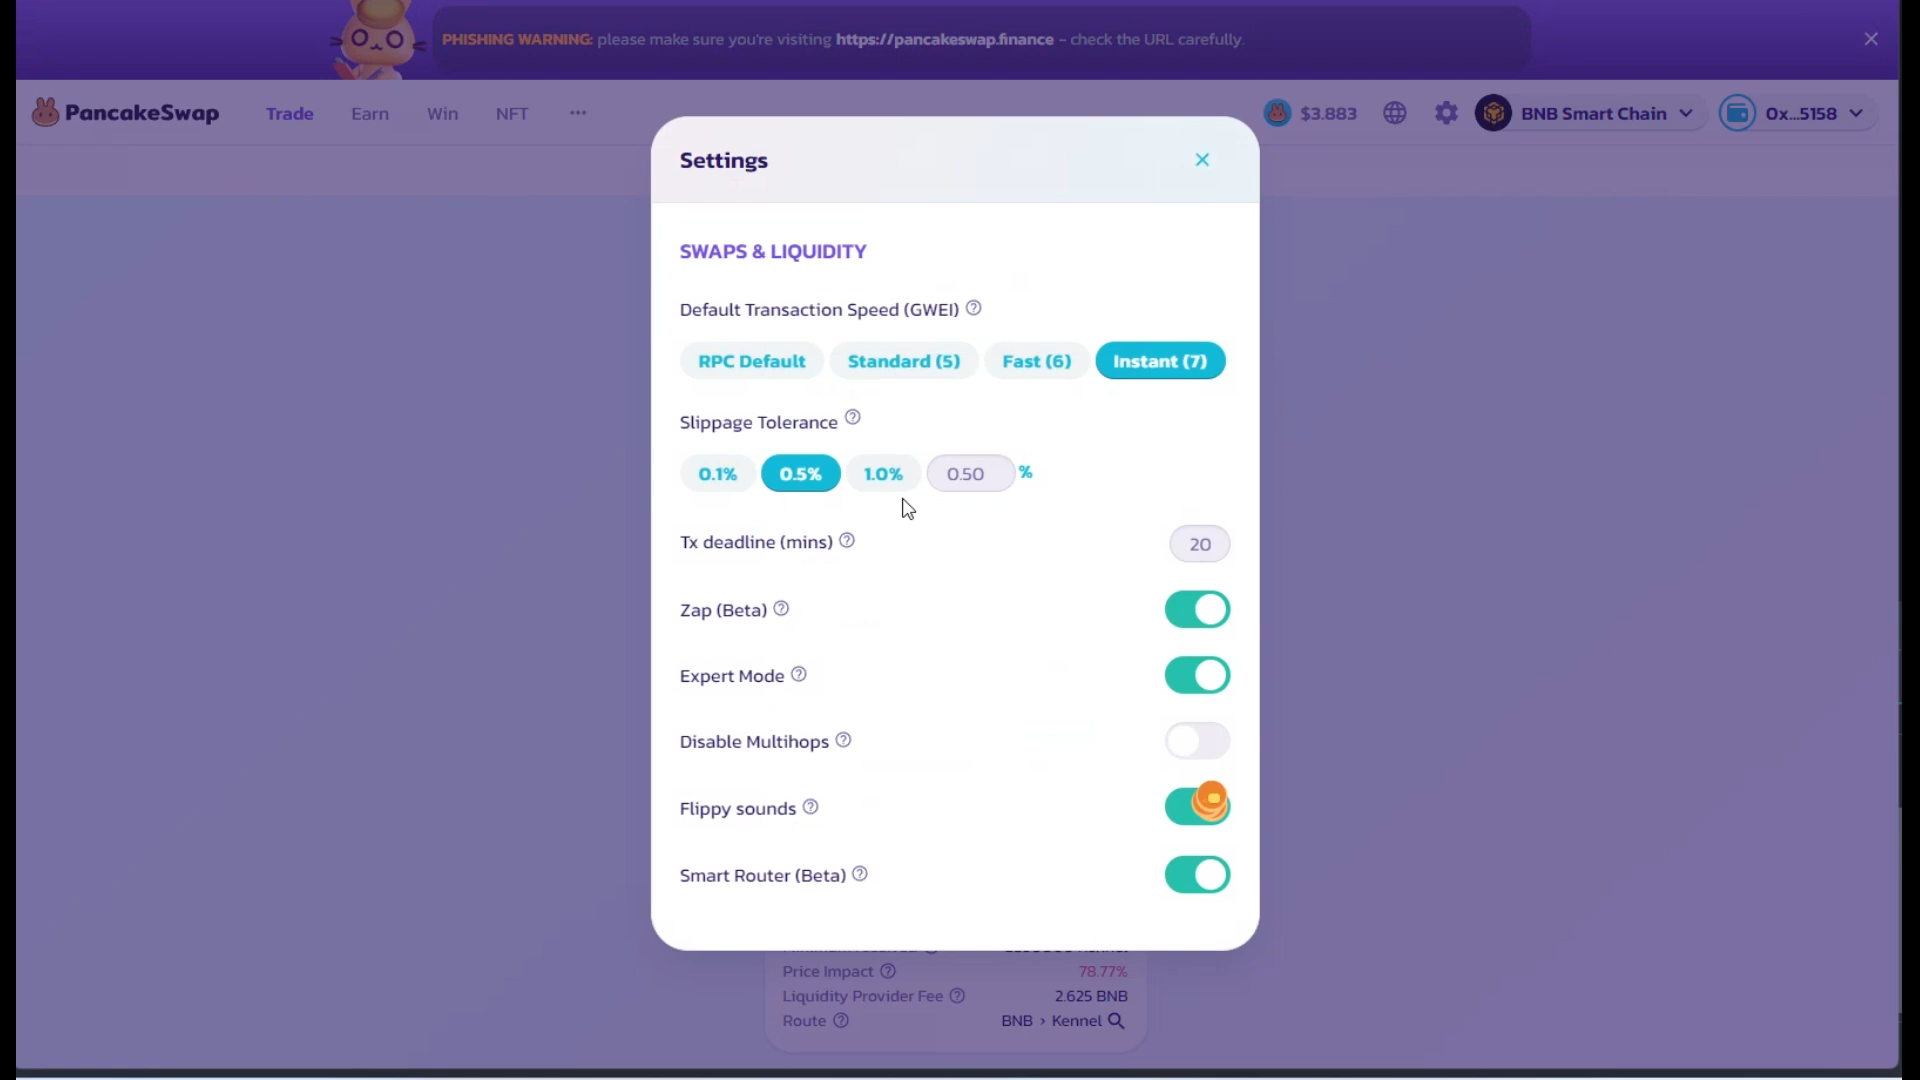 PHISHING WARNING: please make sure you're visiting https://pancakeswap.finance - check the URL carefully.
PancakeSwap Trade Earn Win NFT ··· $3.883 BNB Smart Chain 0x...5158
Settings
SWAPS & LIQUIDITY
Default Transaction Speed (GWEI)
RPC Default Standard (5) Fast (6) Instant (7)
Slippage Tolerance
0.1% 0.5% 1.0% 0.50 %
Tx deadline (mins) 20
Zap (Beta)
Expert Mode
Disable Multihops
Flippy sounds
Smart Router (Beta)
Price Impact 78.77%
Liquidity Provider Fee 2.625 BNB
Route BNB > Kennel